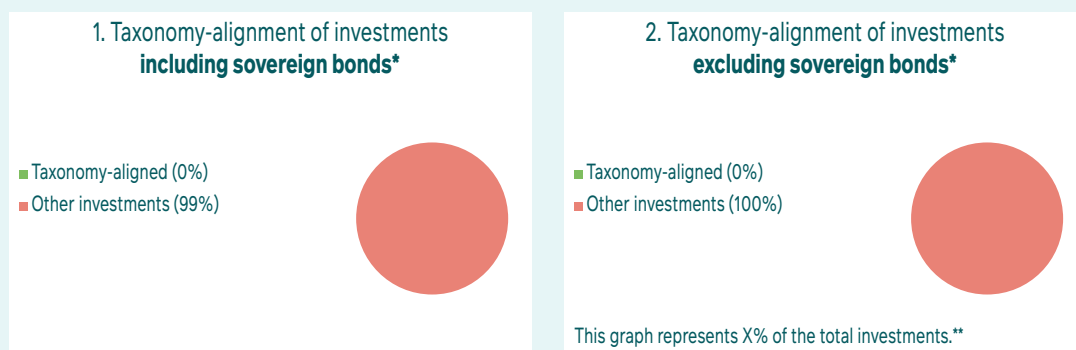 1. Taxonomy-alignment of investments
including sovereign bonds*
Taxonomy-aligned (0%)
Other investments (99%)
2. Taxonomy-alignment of investments
excluding sovereign bonds*
Taxonomy-aligned (0%)
Other investments (100%)
This graph represents X% of the total investments.**